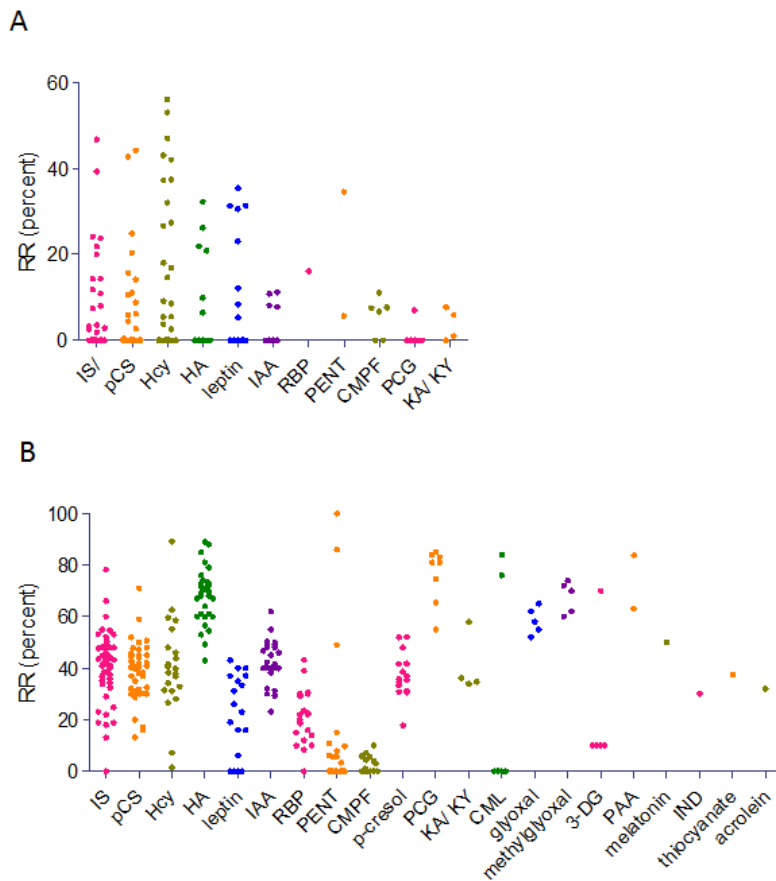 A
RR (percent)
60
40
20
0
IS/
pCS
Hcy
HA
leptin
IAA
RBP
PENT
CMPF
PCG
KA/ KY
B
RR (percent)
100
80
60
40
20
0
IS
pCS
Hcy
HA
leptin
IAA
RBP
PENT
CMPF
p-cresol
PCG
KA/ KY
CML
glyoxal
methylglyoxal
3-DG
PAA
melatonin
IND
thiocyanate
acrolein